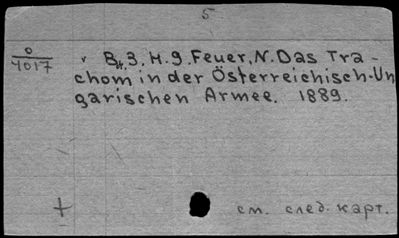 5
0
4017
Bd. 3. H. 9. Feuer, N. Das Tra-
chom in der Österreichisch-Un
garischen Armee. 1889.
+
см. след. карт.